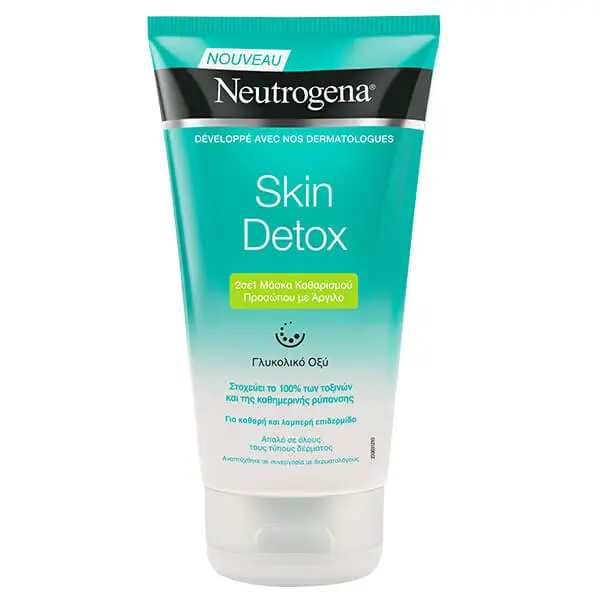 NOUVEAU
Neutrogena®
DÉVELOPPÉ AVEC NOS DERMATOLOGUES
Skin
Detox
2σε1 Μάσκα Καθαρισμού
Προσώπου με Άργιλο
Γλυκολικό Οξύ
Στοχεύει το 100% των τοξινών
και της καθημερινής ρύπανσης
Για καθαρή και λαμπερή επιδερμίδα
Απαλό σε όλους
τους τύπους δέρματος
Αναπτύχθηκε σε συνεργασία με δερματολόγους.